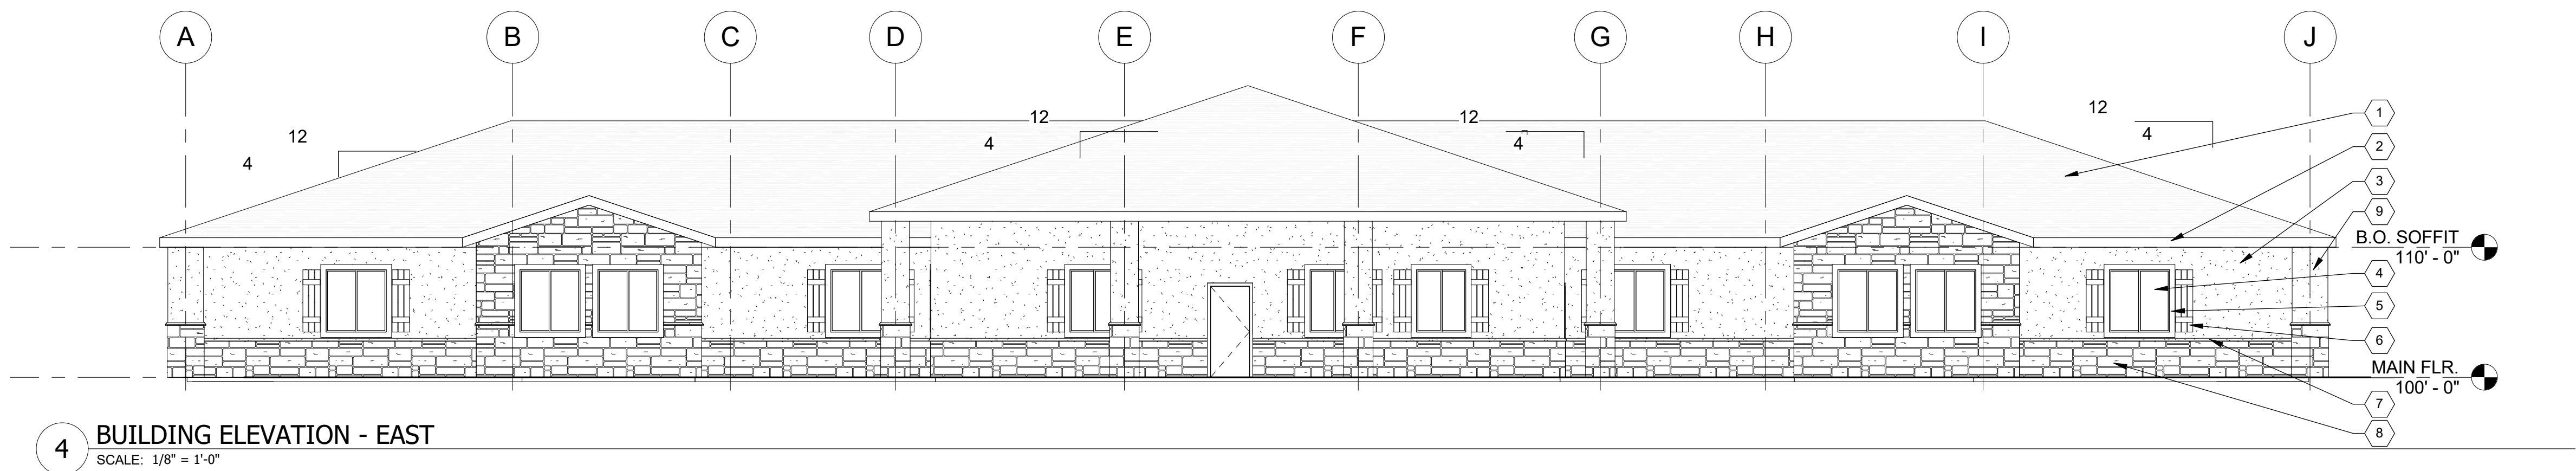 A B C D E F G H I J
12
4
12
4
12
4
12
4
1
2
3
9
B.O. SOFFIT
110' - 0"
4
5
6
MAIN FLR.
100' - 0"
7
8
4 BUILDING ELEVATION - EAST
SCALE: 1/8" = 1'-0"